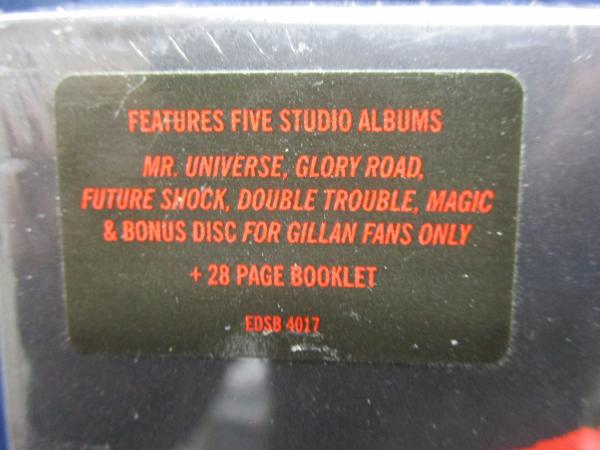 FEATURES FIVE STUDIO ALBUMS
MR. UNIVERSE, GLORY ROAD,
FUTURE SHOCK, DOUBLE TROUBLE, MAGIC
& BONUS DISC FOR GILLAN FANS ONLY
+ 28 PAGE BOOKLET
EDSB 4017